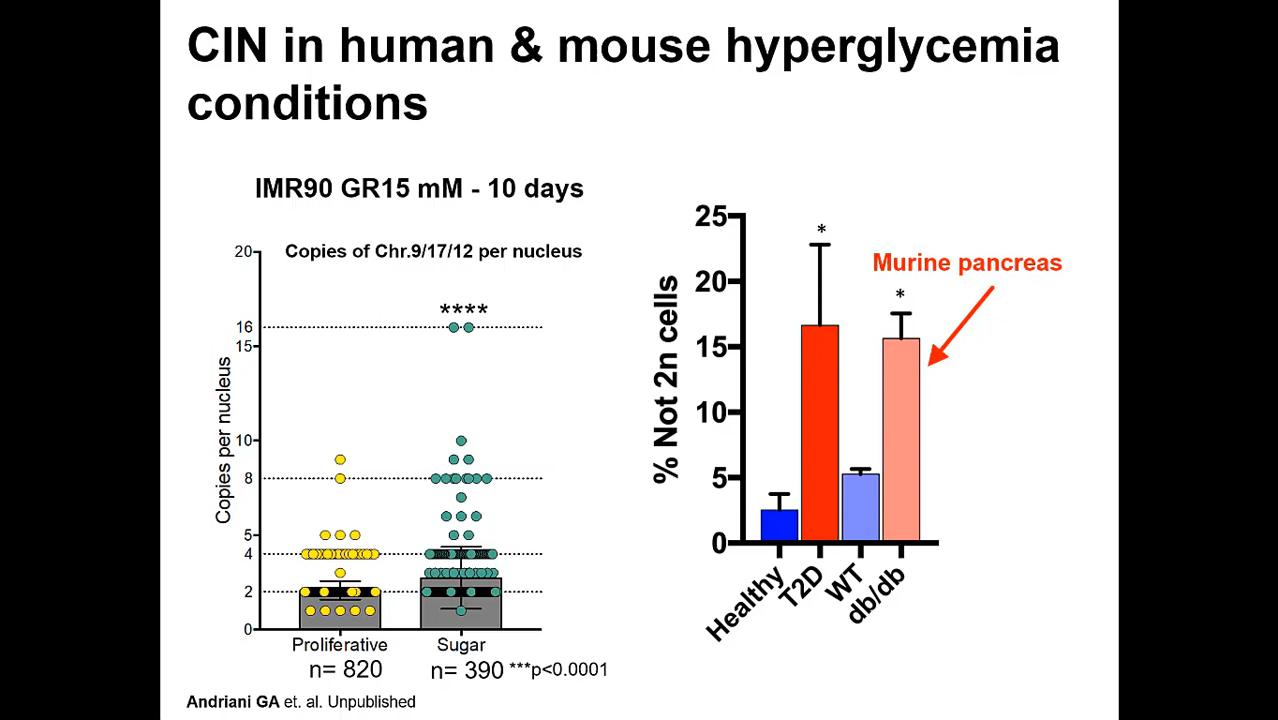 CIN in human & mouse hyperglycemia
conditions
IMR90 GR15 mM - 10 days
Copies of Chr.9/17/12 per nucleus
Copies per nucleus
20
16
15
10
8
5
4
2
0
****
Proliferative
Sugar
n= 820
n= 390
***p<0.0001
% Not 2n cells
25
20
15
10
5
0
*
*
Murine pancreas
Healthy
T2D
WT
db/db
Andriani GA et. al. Unpublished